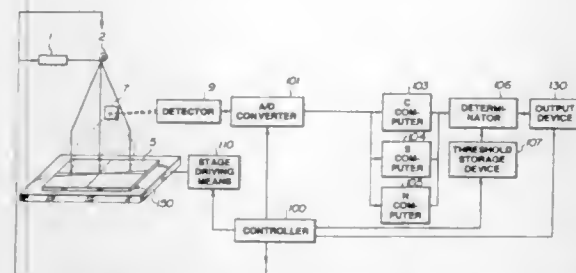 1
2
7
9
DETECTOR
101
A/D
CONVERTER
103
C
COM-
PUTER
104
S
COM-
PUTER
105
N
COM-
PUTER
106
DETERMI-
NATOR
130
OUTPUT
DEVICE
THRESHOLD
STORAGE
DEVICE
107
5
110
STAGE
DRIVING
MEANS
150
100
CONTROLLER